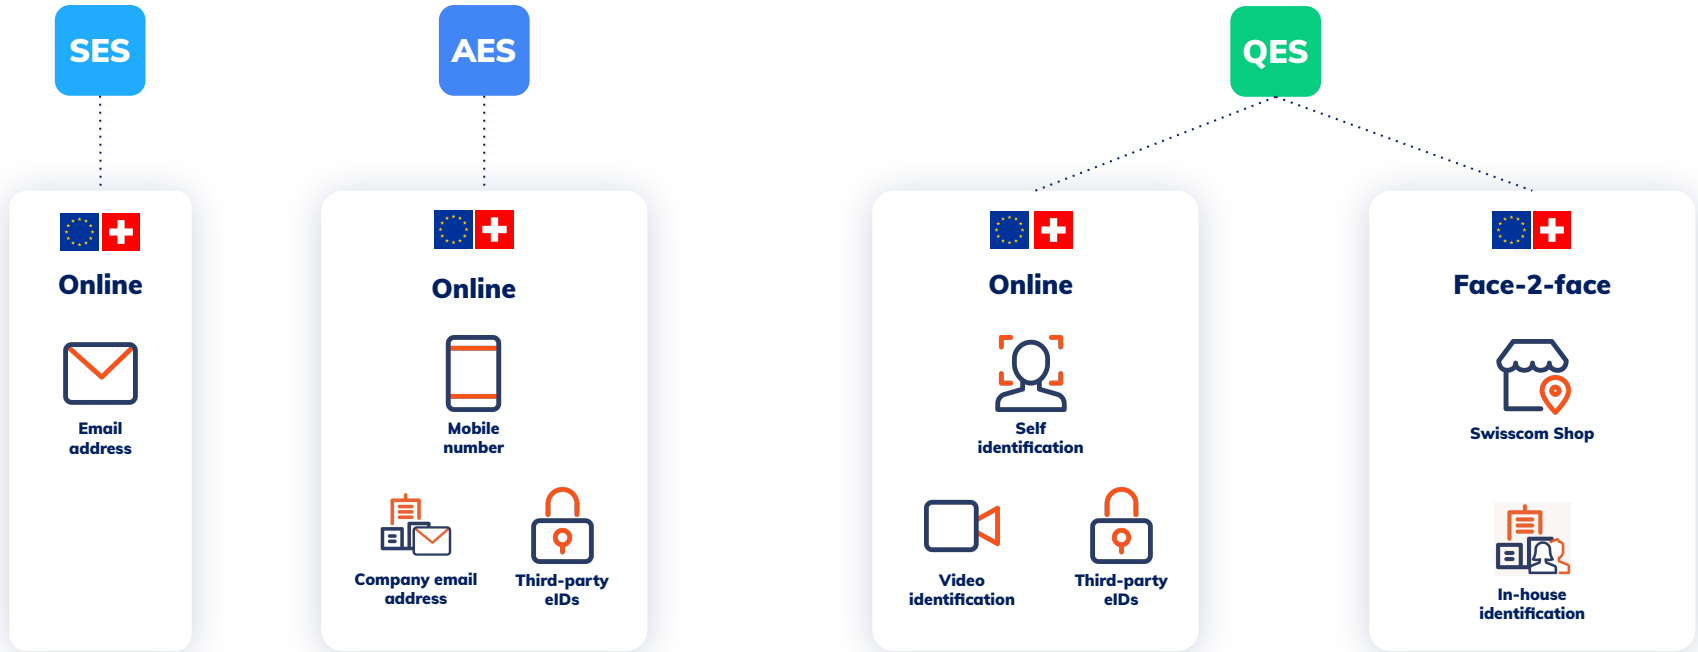 SES
AES
QES
Online
Email
address
Online
Mobile
number
Company email
address
Third-party
eIDs
Online
Self
identification
Video
identification
Third-party
eIDs
Face-2-face
Swisscom Shop
In-house
identification